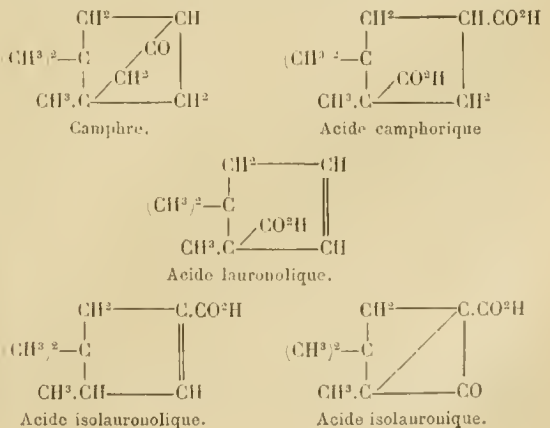 CH²  CH  CH²  CH.CO²H
CO
(CH³)²—C  (CH³)²—C
CH²  CO²H
CH³.C  CH²  CH³.C  CH²
Camphre.  Acide camphorique
CH²  CH
(CH³)²—C
CO²H
CH³.C  CH
Acide lauronolique.
CH²  C.CO²H  CH²  C.CO²H
(CH³)²—C  (CH³)²—C
CH³.CH  CH  CH³.C  CO
Acide isolauronolique.  Acide isolauronique.